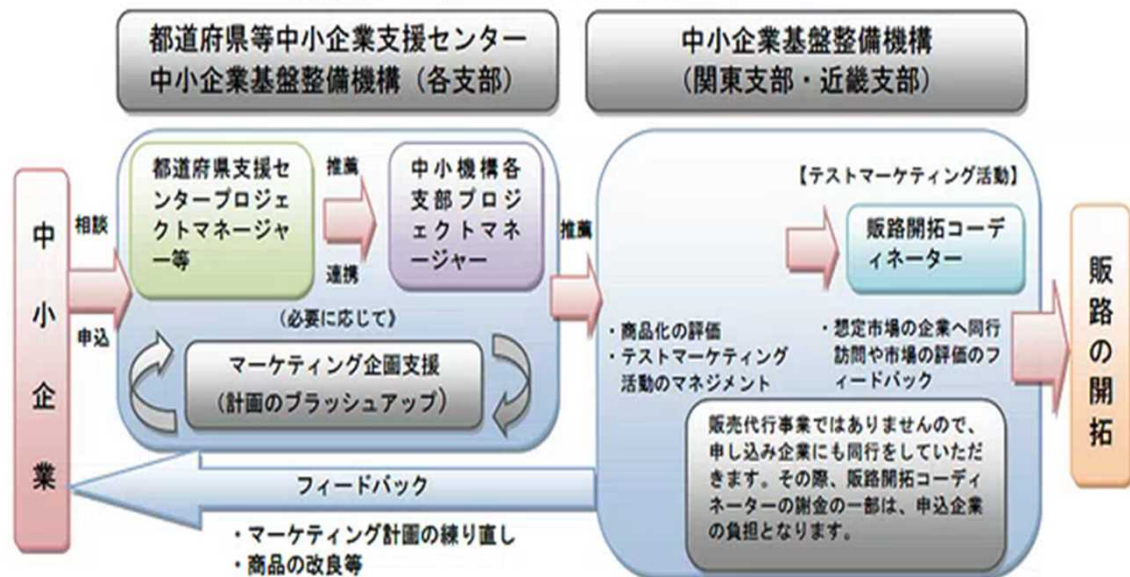 都道府県等中小企業支援センター
中小企業基盤整備機構（各支部）
中小企業基盤整備機構
（関東支部・近畿支部）
中小企業
相談
申込
都道府県支援セ
ンタープロジェ
クトマネージャ
ー等
推薦
連携
中小機構各
支部プロジ
ェクトマネ
ージャー
（必要に応じて》
マーケティング企画支援
（計画のブラッシュアップ）
推薦
【テストマーケティング活動】
販路開拓コーデ
ィネーター
・商品化の評価
・テストマーケティング
活動のマネジメント
・想定市場の企業へ同行
訪問や市場の評価のフ
ィードバック
販売代行事業ではありませんので、
申し込み企業にも同行をしていただ
きます。その際、販路開拓コーディ
ネーターの謝金の一部は、申込企業
の負担となります。
販路の開拓
フィードバック
・マーケティング計画の練り直し
・商品の改良等